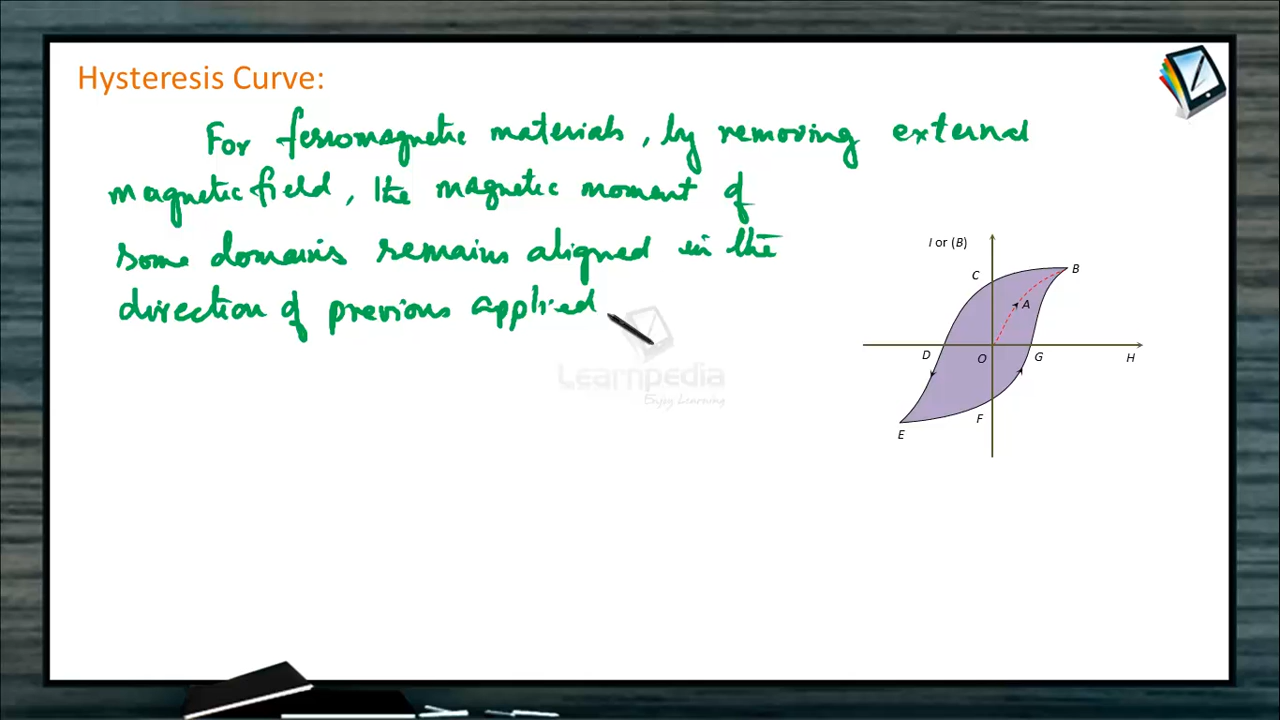 Hysteresis Curve:
For ferromagnetic materials, by removing external
magnetic field, the magnetic moment of
some domains remains aligned in the
direction of previous applied
I or (B)
C
B
A
D
O
G
H
F
E
Learnpedia
Enjoy Learning